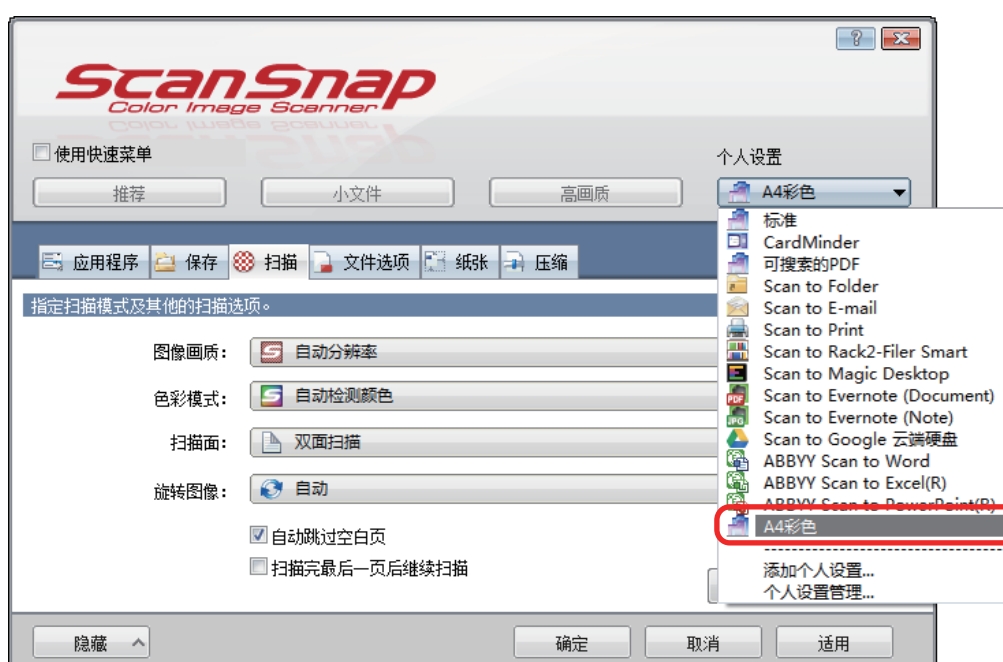 ScanSnap
Color Image Scanner
使用快速菜单
个人设置
推荐
小文件
高画质
A4彩色
应用程序
保存
扫描
文件选项
纸张
压缩
指定扫描模式及其他的扫描选项。
图像画质：
自动分辨率
色彩模式：
自动检测颜色
扫描面：
双面扫描
旋转图像：
自动
自动跳过空白页
扫描完最后一页后继续扫描
标准
CardMinder
可搜索的PDF
Scan to Folder
Scan to E-mail
Scan to Print
Scan to Rack2-Filer Smart
Scan to Magic Desktop
Scan to Evernote (Document)
Scan to Evernote (Note)
Scan to Google 云端硬盘
ABBYY Scan to Word
ABBYY Scan to Excel(R)
ABBYY Scan to PowerPoint(R)
A4彩色
添加个人设置...
个人设置管理...
隐藏
确定
取消
适用